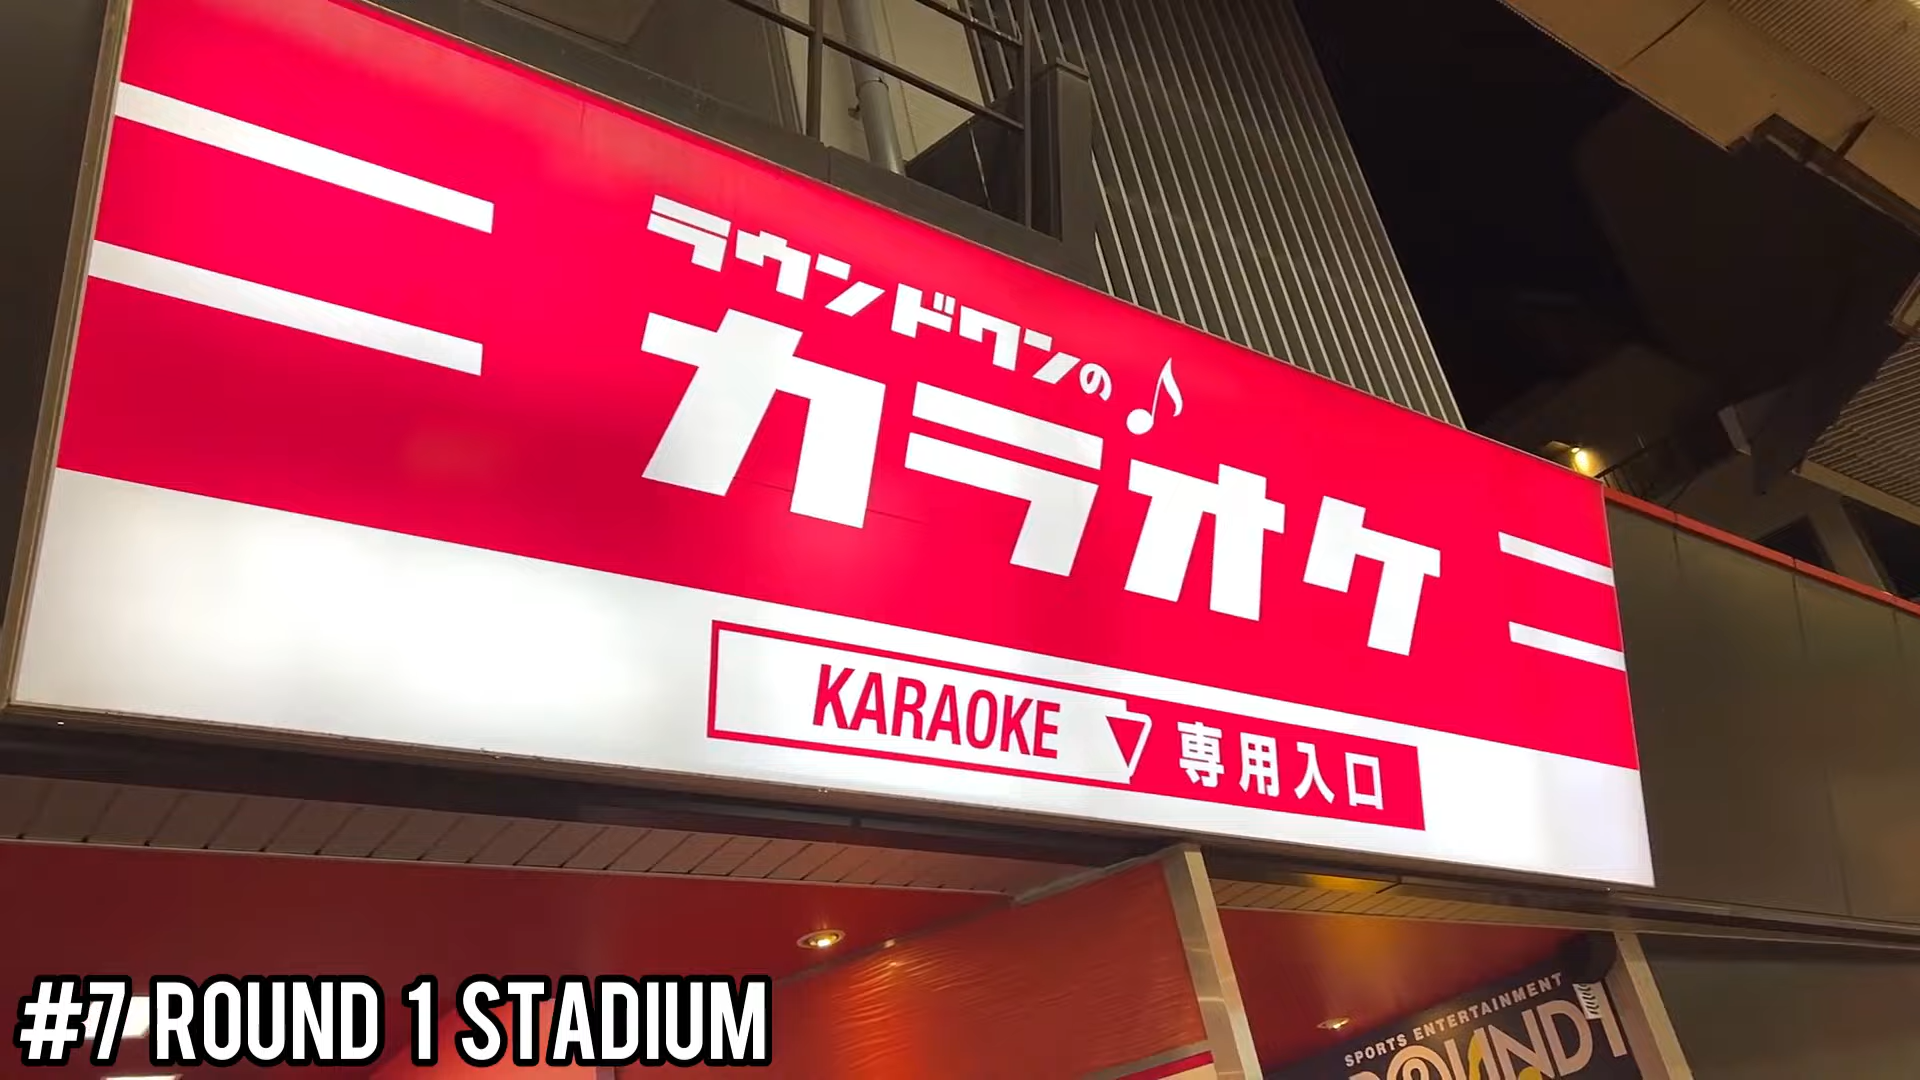 ラウンドワンの
カラオケ
KARAOKE 専用入口
SPORTS ENTERTAINMENT
ROUND1
#7 ROUND 1 STADIUM